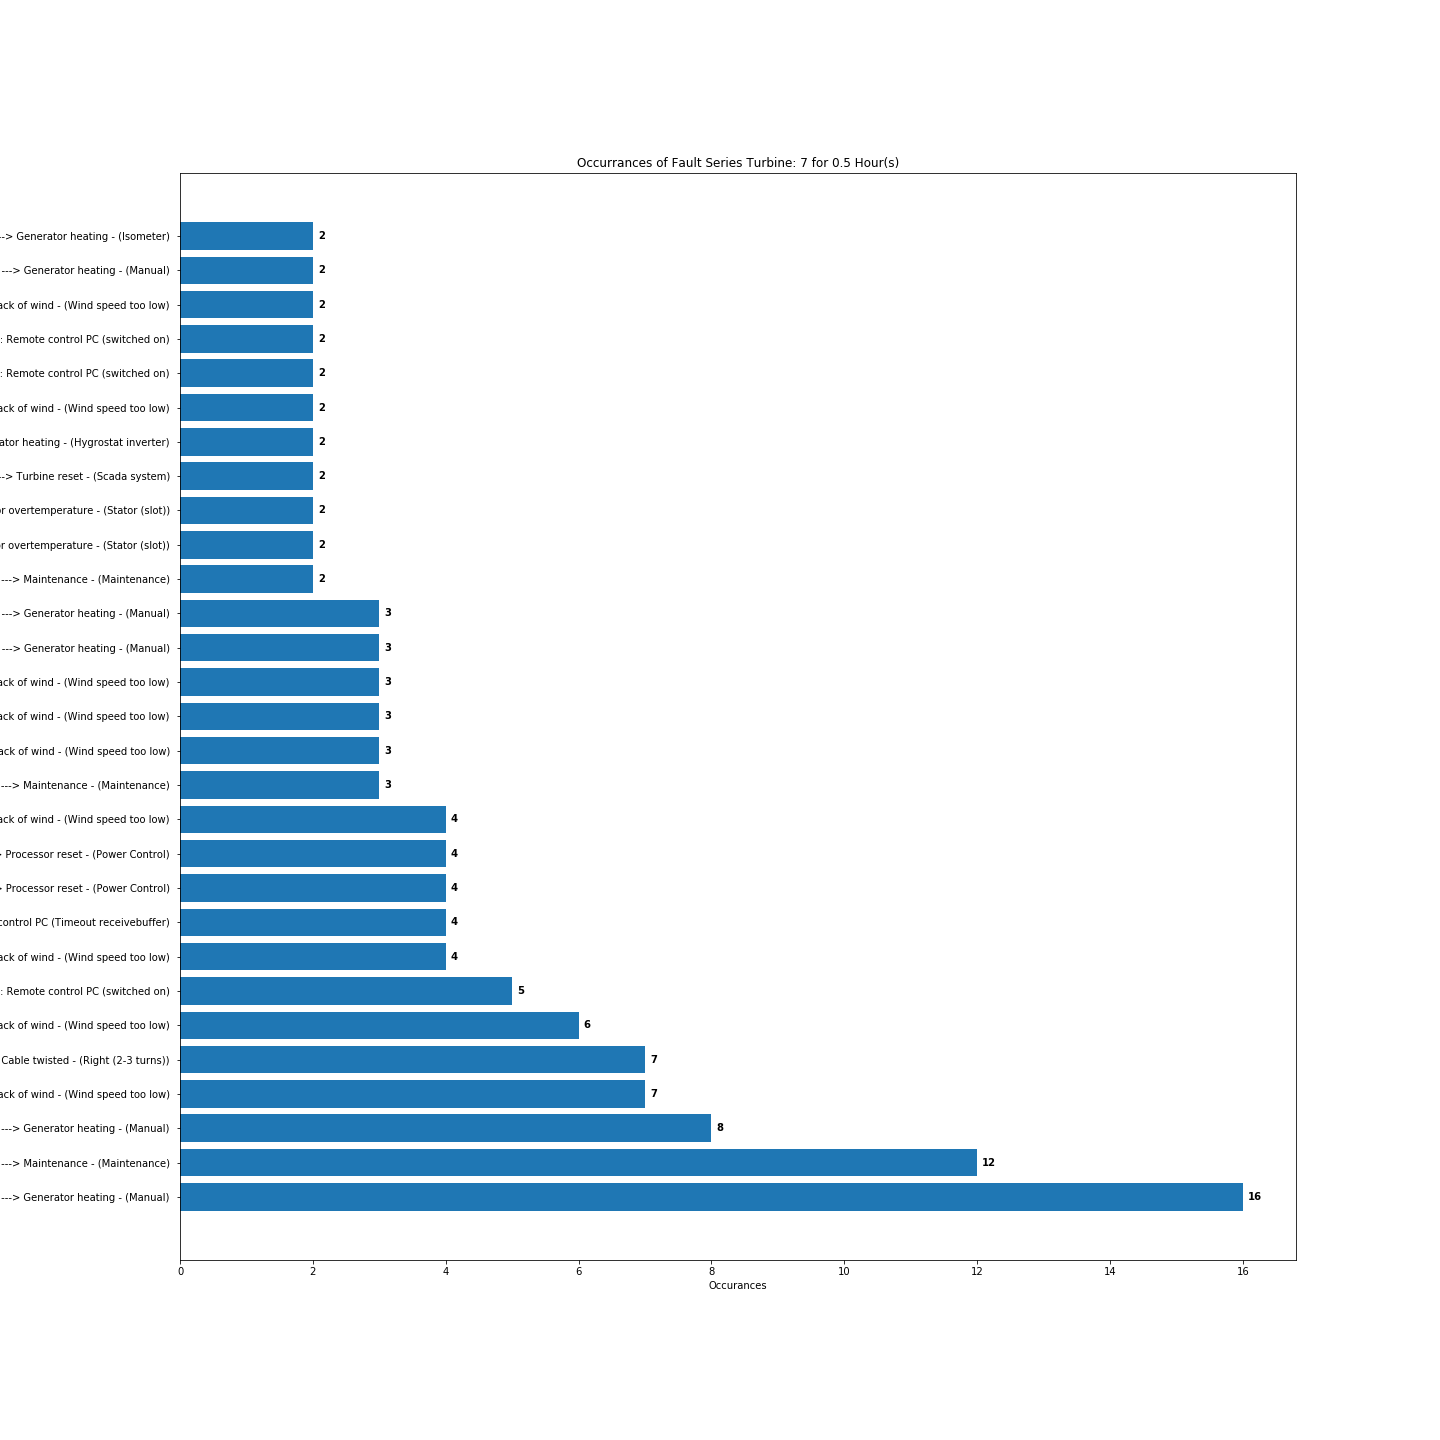 Occurrances of Fault Series Turbine: 7 for 0.5 Hour(s)
--> Generator heating - (Isometer) 2
---> Generator heating - (Manual) 2
ack of wind - (Wind speed too low) 2
: Remote control PC (switched on) 2
: Remote control PC (switched on) 2
ack of wind - (Wind speed too low) 2
ator heating - (Hygrostat inverter) 2
--> Turbine reset - (Scada system) 2
or overtemperature - (Stator (slot)) 2
or overtemperature - (Stator (slot)) 2
---> Maintenance - (Maintenance) 2
---> Generator heating - (Manual) 3
---> Generator heating - (Manual) 3
ack of wind - (Wind speed too low) 3
ack of wind - (Wind speed too low) 3
ack of wind - (Wind speed too low) 3
---> Maintenance - (Maintenance) 3
ack of wind - (Wind speed too low) 4
> Processor reset - (Power Control) 4
> Processor reset - (Power Control) 4
control PC (Timeout receivebuffer) 4
ack of wind - (Wind speed too low) 4
: Remote control PC (switched on) 5
ack of wind - (Wind speed too low) 6
Cable twisted - (Right (2-3 turns)) 7
ack of wind - (Wind speed too low) 7
---> Generator heating - (Manual) 8
---> Maintenance - (Maintenance) 12
---> Generator heating - (Manual) 16
0 2 4 6 8 10 12 14 16
Occurances